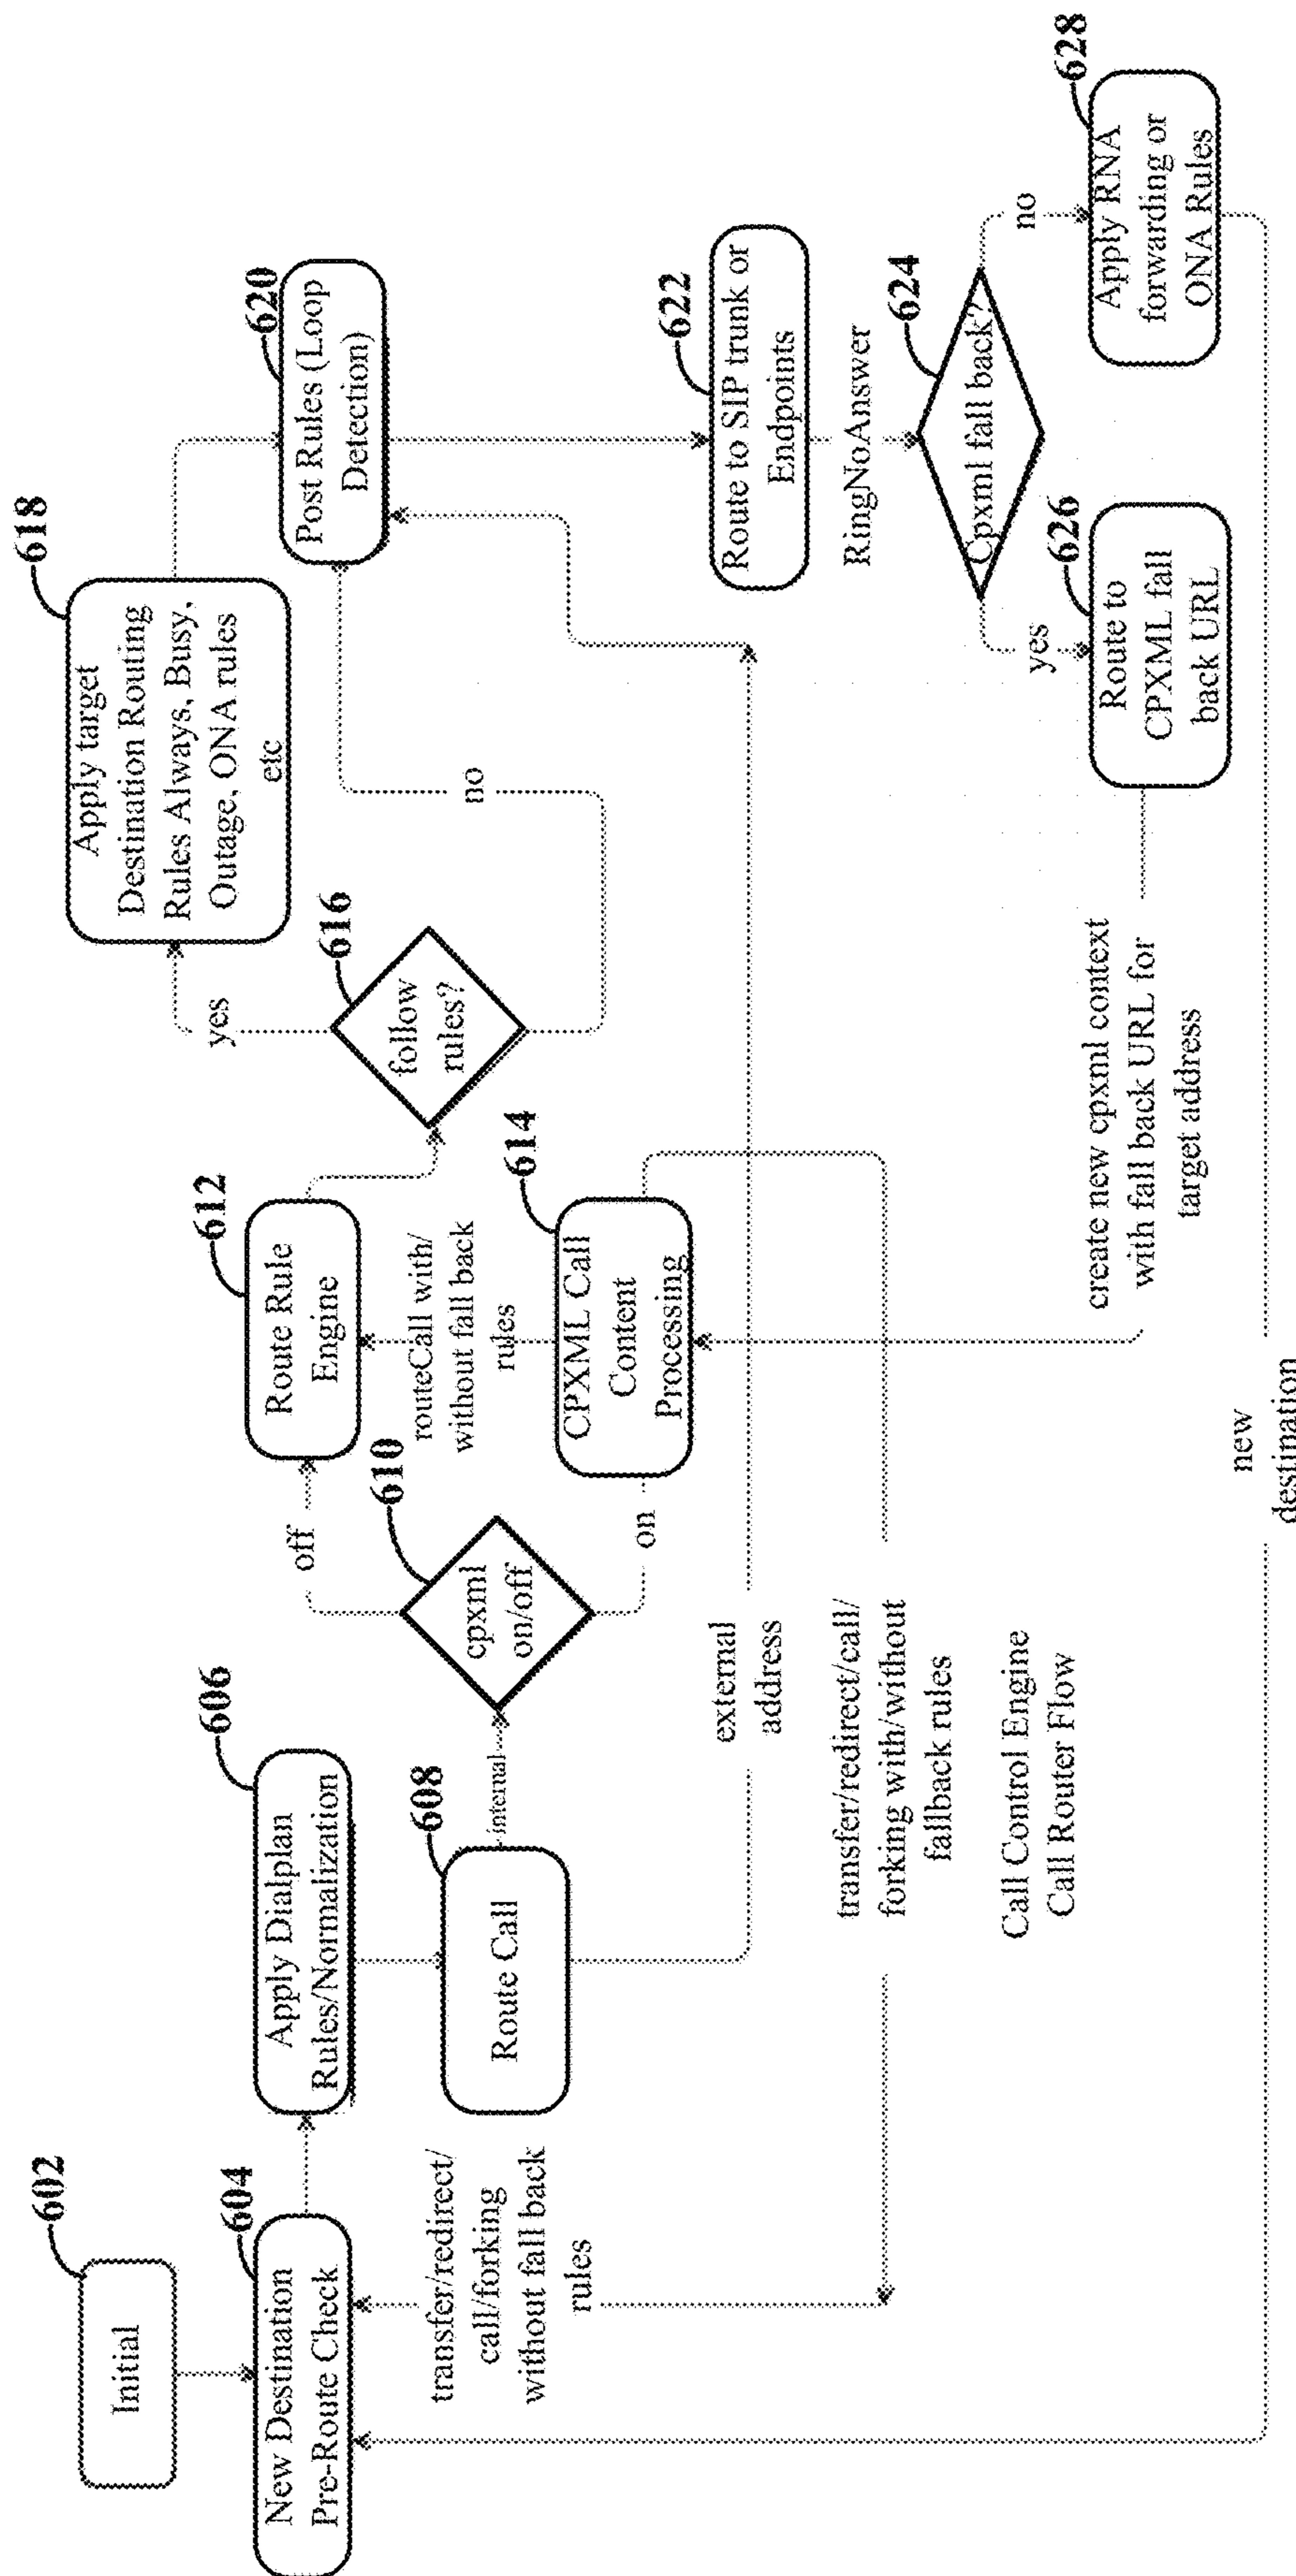 602
Initial
604
New Destination
Pre-Route Check
606
Apply Dialplan
Rules/Normalization
608
Route Call
transfer/redirect/
call/forking
without fall back
rules
internal
610
cpxml
on/off
off
on
612
Route Rule
Engine
routeCall with/
without fall back
rules
614
CPXML Call
Content
Processing
616
follow
rules?
yes
no
618
Apply target
Destination Routing
Rules Always, Busy,
Outage, ONA rules
etc
620
Post Rules (Loop
Detection)
external
address
transfer/redirect/call/
forking with/without
fallback rules
Call Control Engine
Call Router Flow
622
Route to SIP trunk or
Endpoints
RingNoAnswer
624
Cpxml fall back?
yes
no
626
Route to
CPXML fall
back URL
628
Apply RNA
forwarding or
ONA Rules
create new cpxml context
with fall back URL for
target address
new
destination